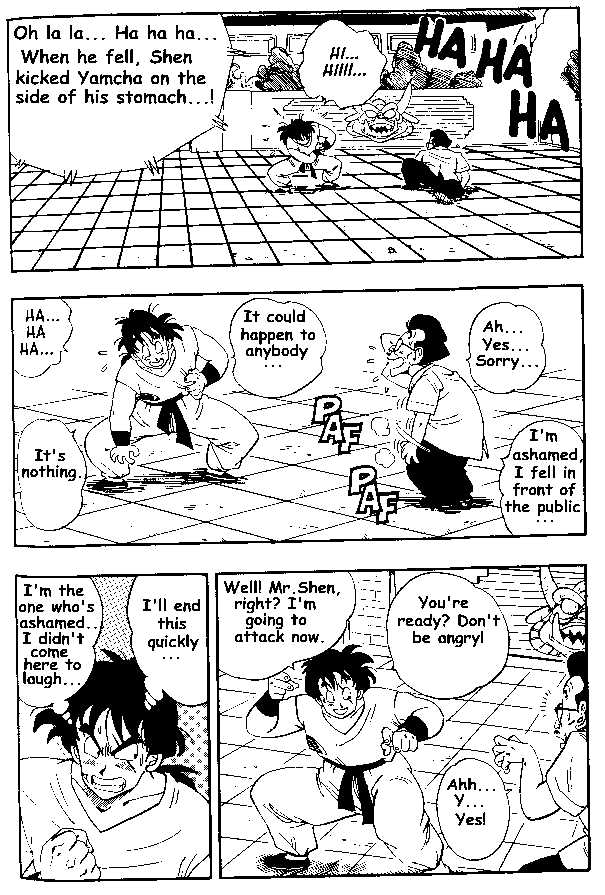 Oh la la... Ha ha ha...
When he fell, Shen
kicked Yamcha on the
side of his stomach...!
HI...
HIIII...
HA
HA
HA
HA...
HA
HA...
It could
happen to
anybody
...
Ah...
Yes...
Sorry...
It's
nothing.
PAF
PAF
I'm
ashamed,
I fell in
front of
the public
...
I'm the
one who's
ashamed..
I didn't
come
here to
laugh...
I'll end
this
quickly
...
Well! Mr.Shen,
right? I'm
going to
attack now.
You're
ready? Don't
be angry!
Ahh...
Y...
Yes!